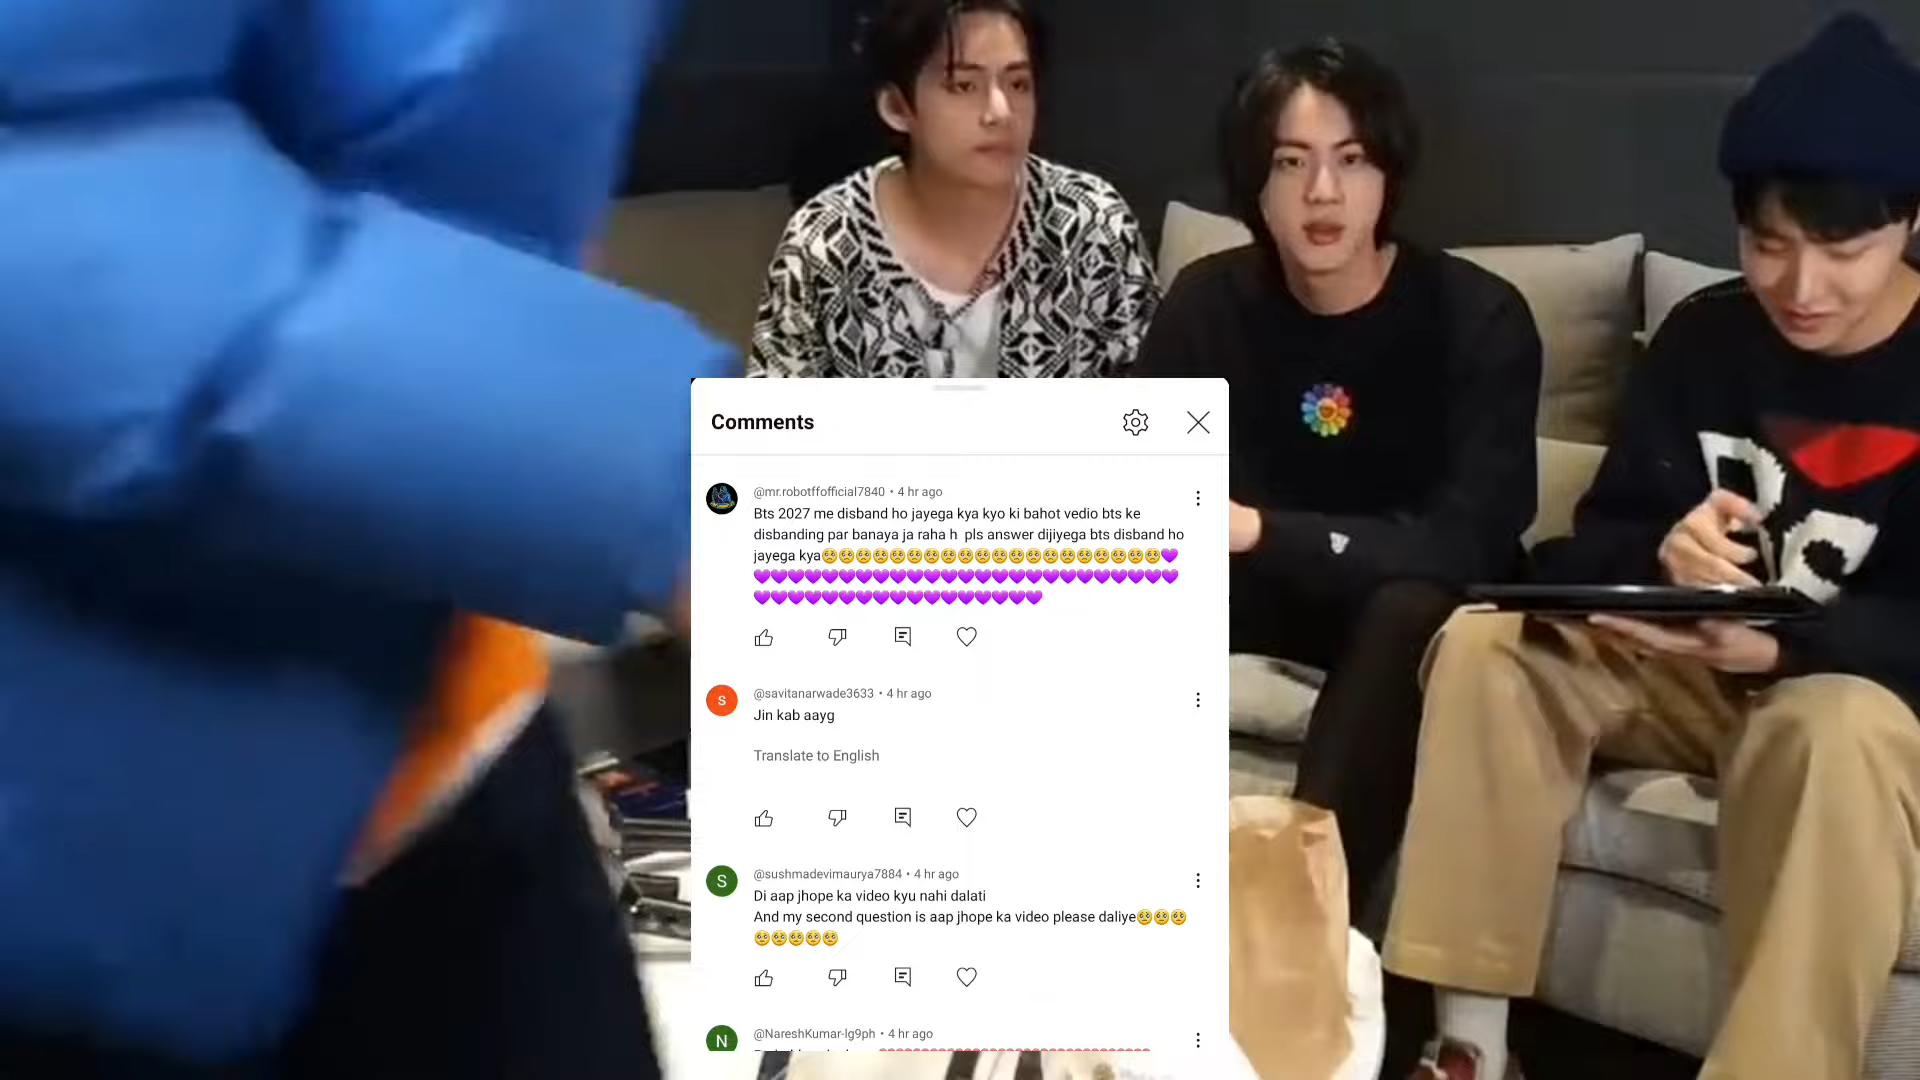 Comments
@mr.robotffofficial7840 • 4 hr ago
Bts 2027 me disband ho jayega kya kyo ki bahot vedio bts ke
disbanding par banaya ja raha h pls answer dijiyega bts disband ho
jayega kya🥺🥺🥺🥺🥺🥺🥺🥺🥺🥺🥺🥺🥺🥺🥺🥺🥺🥺🥺🥺💜
💜💜💜💜💜💜💜💜💜💜💜💜💜💜💜💜💜💜💜💜💜💜💜💜💜
💜💜💜💜💜💜💜💜💜💜💜💜💜💜💜💜💜
S
@savitanarwade3633 • 4 hr ago
Jin kab aayg
Translate to English
S
@sushmadevimaurya7884 • 4 hr ago
Di aap jhope ka video kyu nahi dalati
And my second question is aap jhope ka video please daliye🥺🥺🥺
🥺🥺🥺🥺🥺
N
@NareshKumar-lg9ph • 4 hr ago